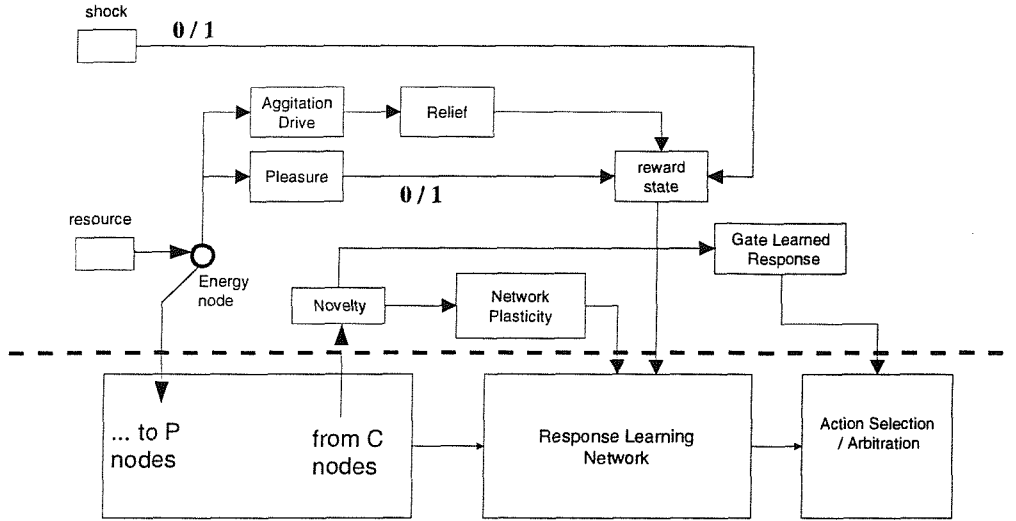 shock
0 / 1
Aggitation
Drive
Relief
Pleasure
0 / 1
reward
state
resource
Energy
node
Novelty
Network
Plasticity
Gate Learned
Response
... to P
nodes
from C
nodes
Response Learning
Network
Action Selection
/ Arbitration